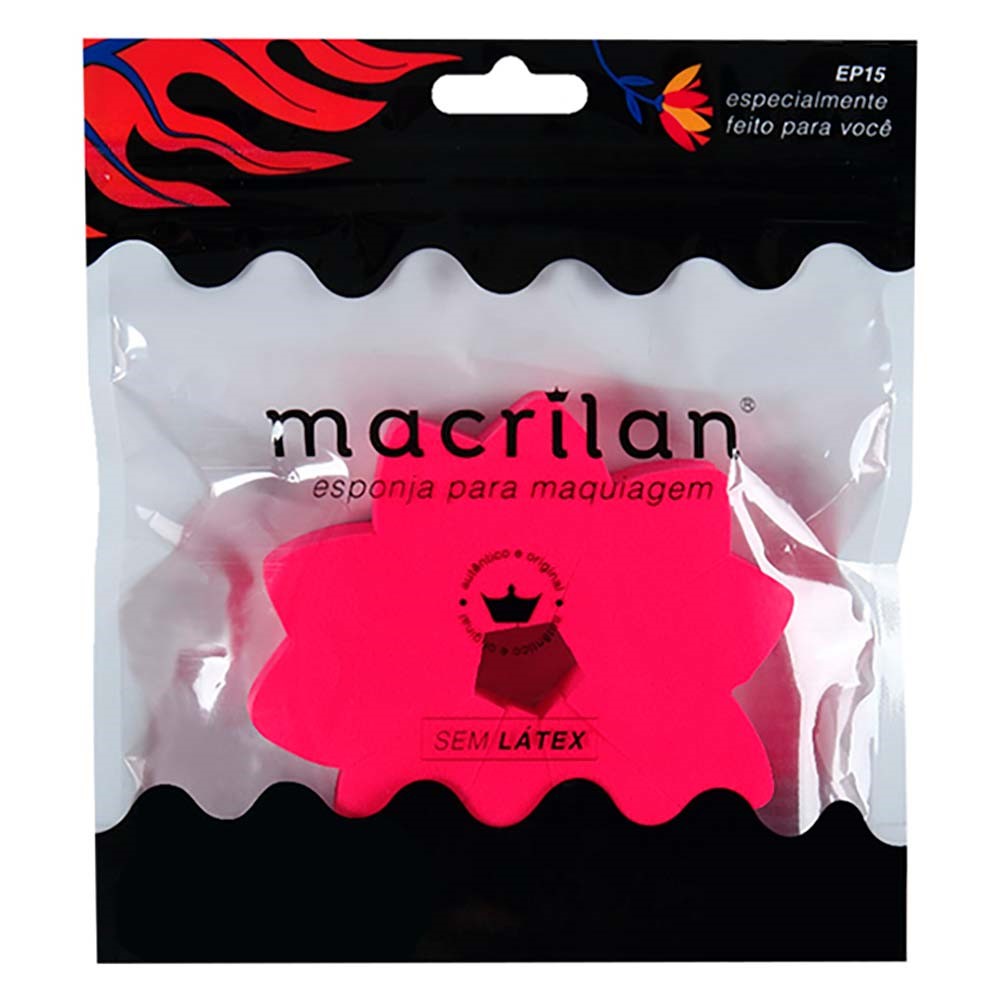 EP15
especialmente
feito para você
macrilan®
esponja para maquiagem
autêntico e original
autêntico e original
SEM LÁTEX